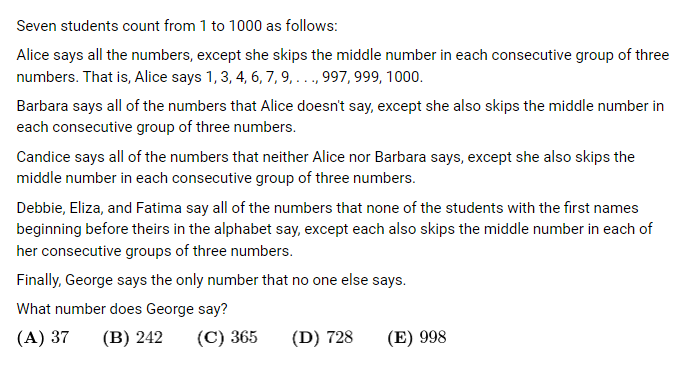 Seven students count from 1 to 1000 as follows:
Alice says all the numbers, except she skips the middle number in each consecutive group of three
numbers. That is, Alice says 1, 3, 4, 6, 7, 9, . . ., 997, 999, 1000.
Barbara says all of the numbers that Alice doesn't say, except she also skips the middle number in
each consecutive group of three numbers.
Candice says all of the numbers that neither Alice nor Barbara says, except she also skips the
middle number in each consecutive group of three numbers.
Debbie, Eliza, and Fatima say all of the numbers that none of the students with the first names
beginning before theirs in the alphabet say, except each also skips the middle number in each of
her consecutive groups of three numbers.
Finally, George says the only number that no one else says.
What number does George say?
(A) 37 (B) 242 (C) 365 (D) 728 (E) 998